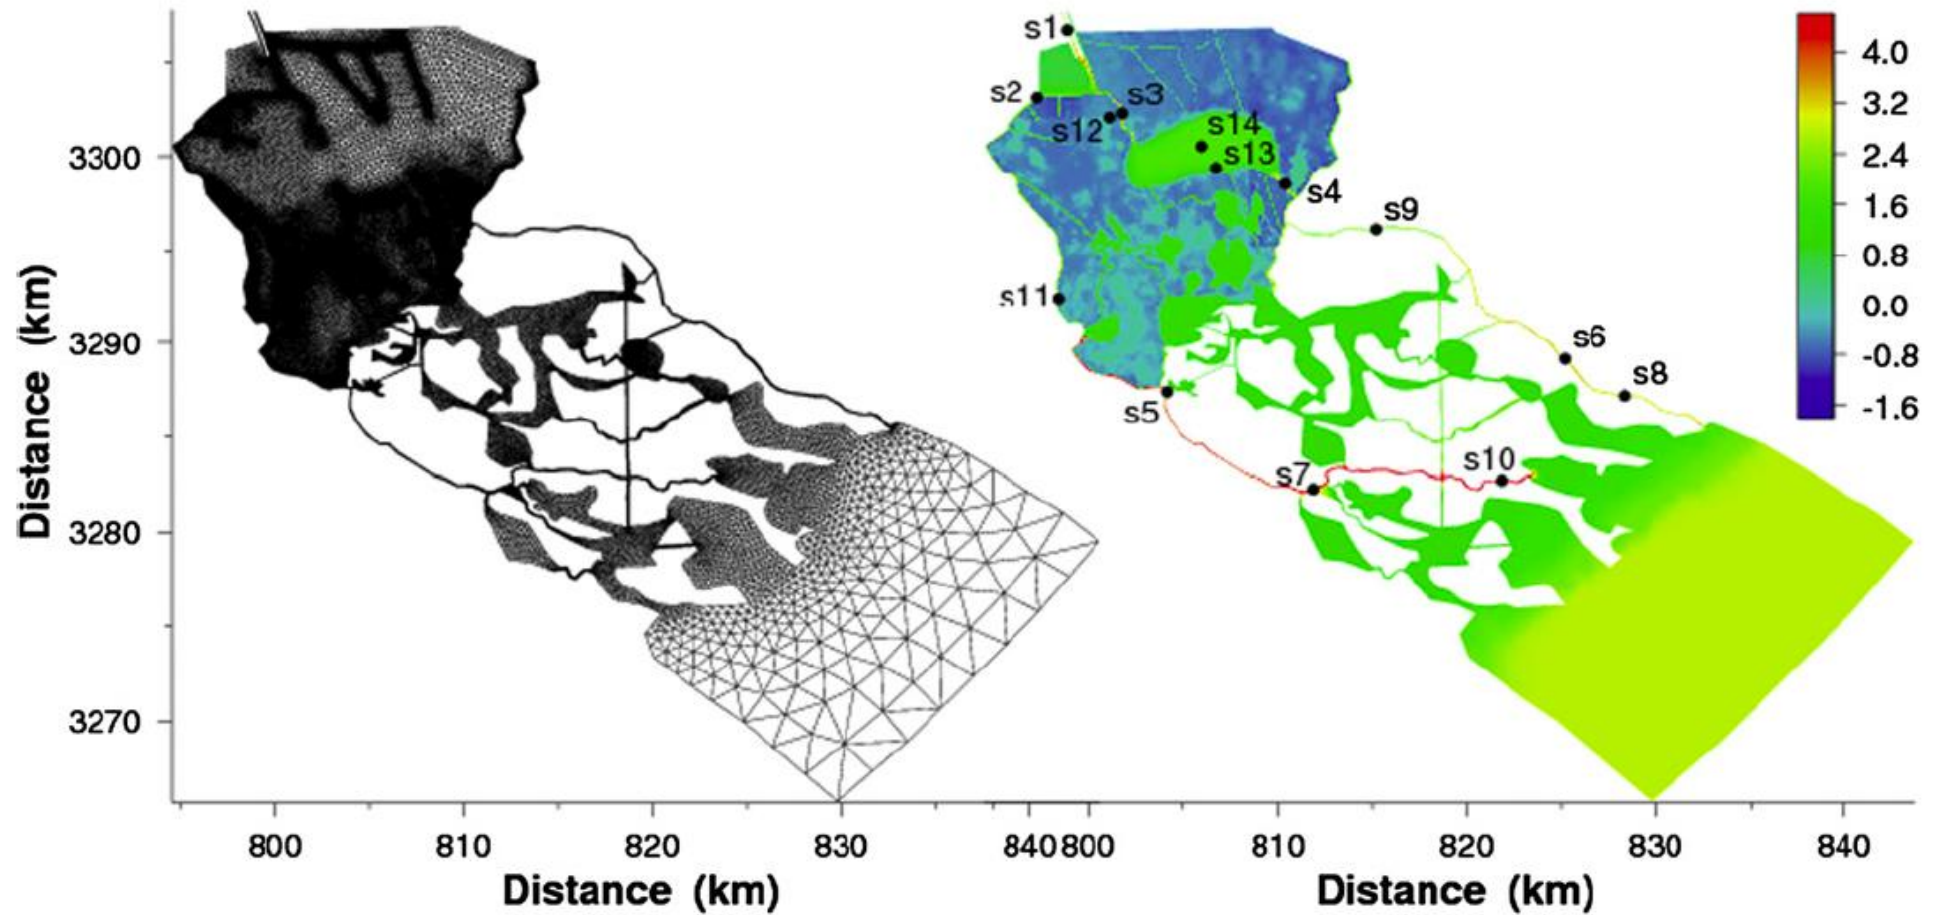 s1
4.0
s2
s3
3.2
s12
s14
3300
s13
2.4
s4
s9
1.6
0.8
s11
0.0
3290
s6
-0.8
s8
s5
-1.6
s7
s10
3280
3270
Distance (km)
800 810 820 830 840 800 810 820 830 840
Distance (km) Distance (km)